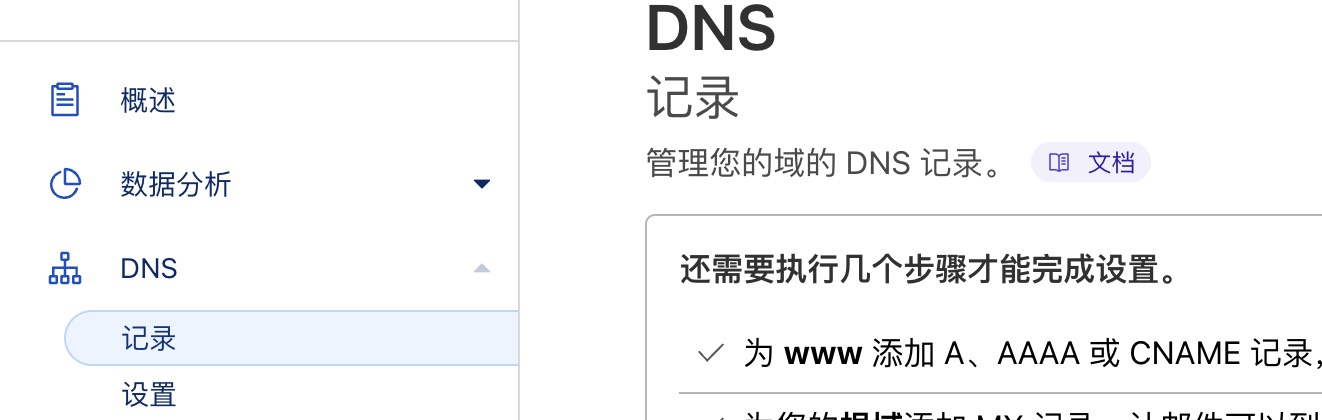 概述
数据分析
DNS
记录
设置
DNS
记录
管理您的域的 DNS 记录。 文档
还需要执行几个步骤才能完成设置。
为 www 添加 A、AAAA 或 CNAME 记录，